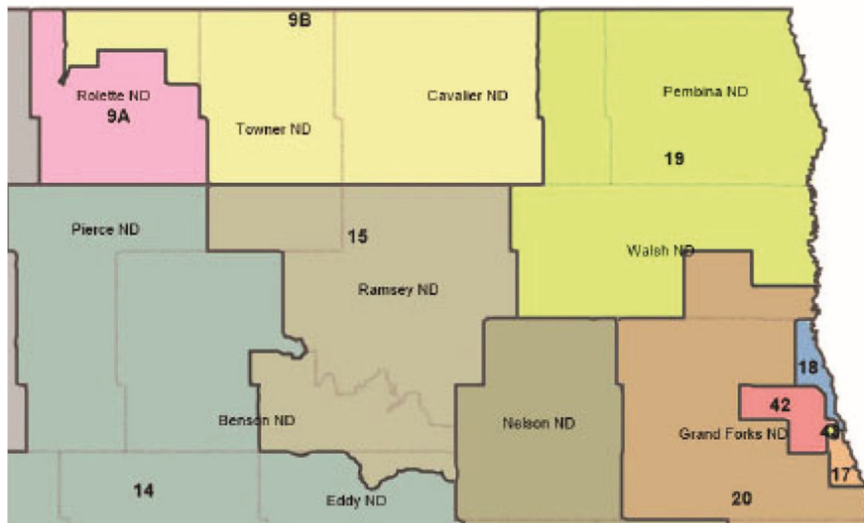 9B
Rolette ND
Cavalier ND
Pembina ND
9A
Towner ND
19
Pierce ND
15
Walsh ND
Ramsey ND
18
42
Benson ND
Nelson ND
Grand Forks ND
43
17
14
Eddy ND
20